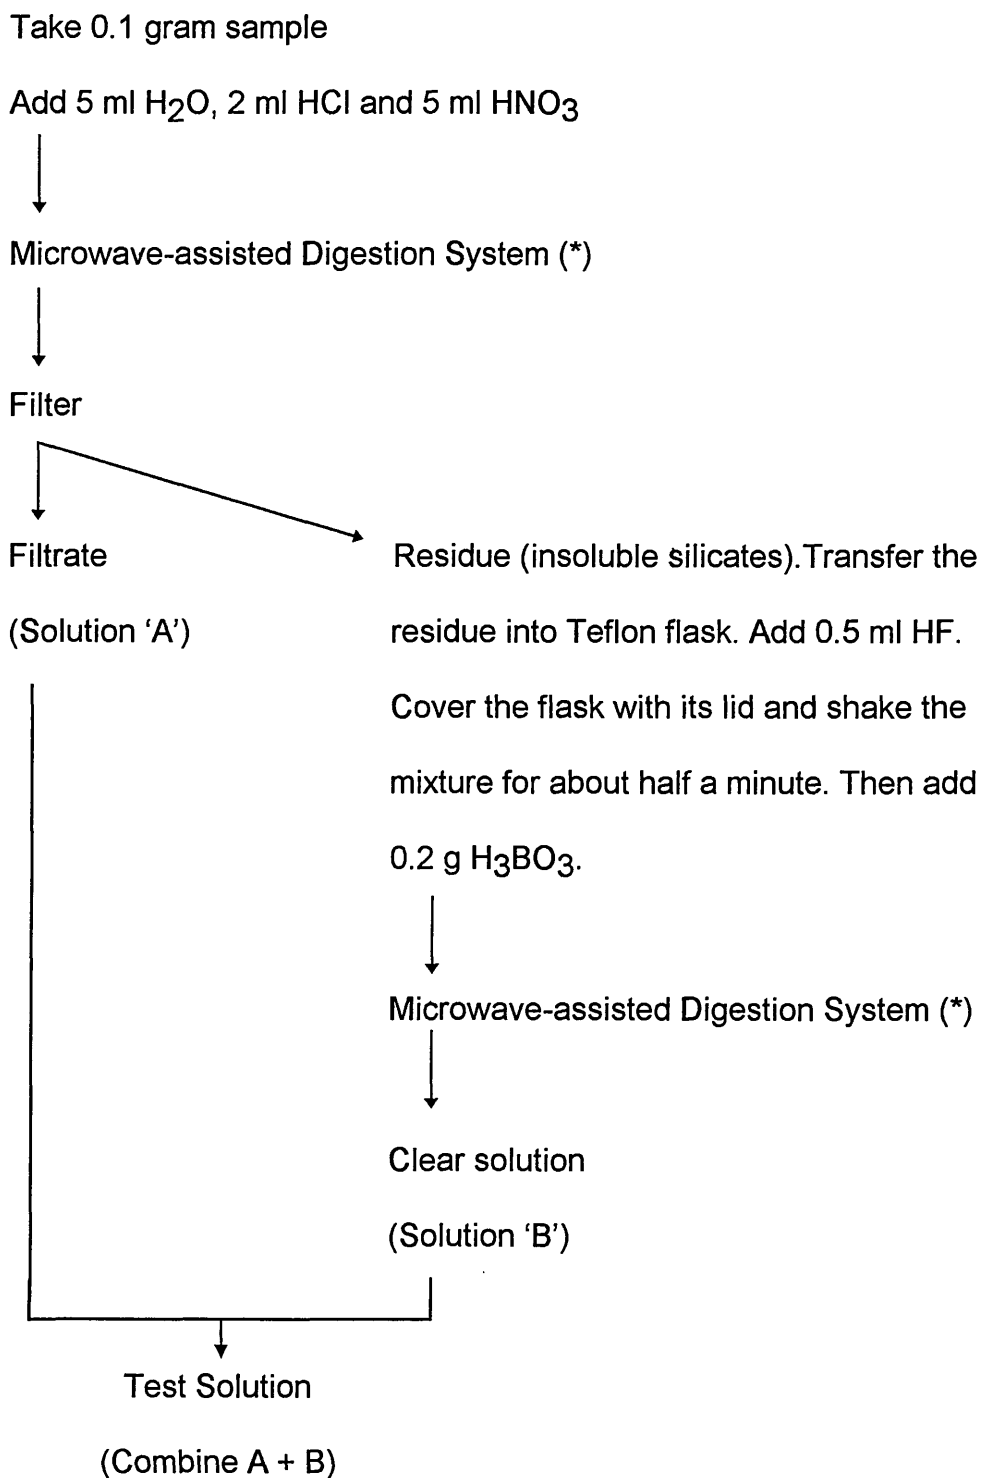 Take 0.1 gram sample
Add 5 ml H2O, 2 ml HCl and 5 ml HNO3
Microwave-assisted Digestion System (*)
Filter
Filtrate
(Solution ‘A’)
Residue (insoluble silicates).Transfer the
residue into Teflon flask. Add 0.5 ml HF.
Cover the flask with its lid and shake the
mixture for about half a minute. Then add
0.2 g H3BO3.
Microwave-assisted Digestion System (*)
Clear solution
(Solution ‘B’)
Test Solution
(Combine A + B)